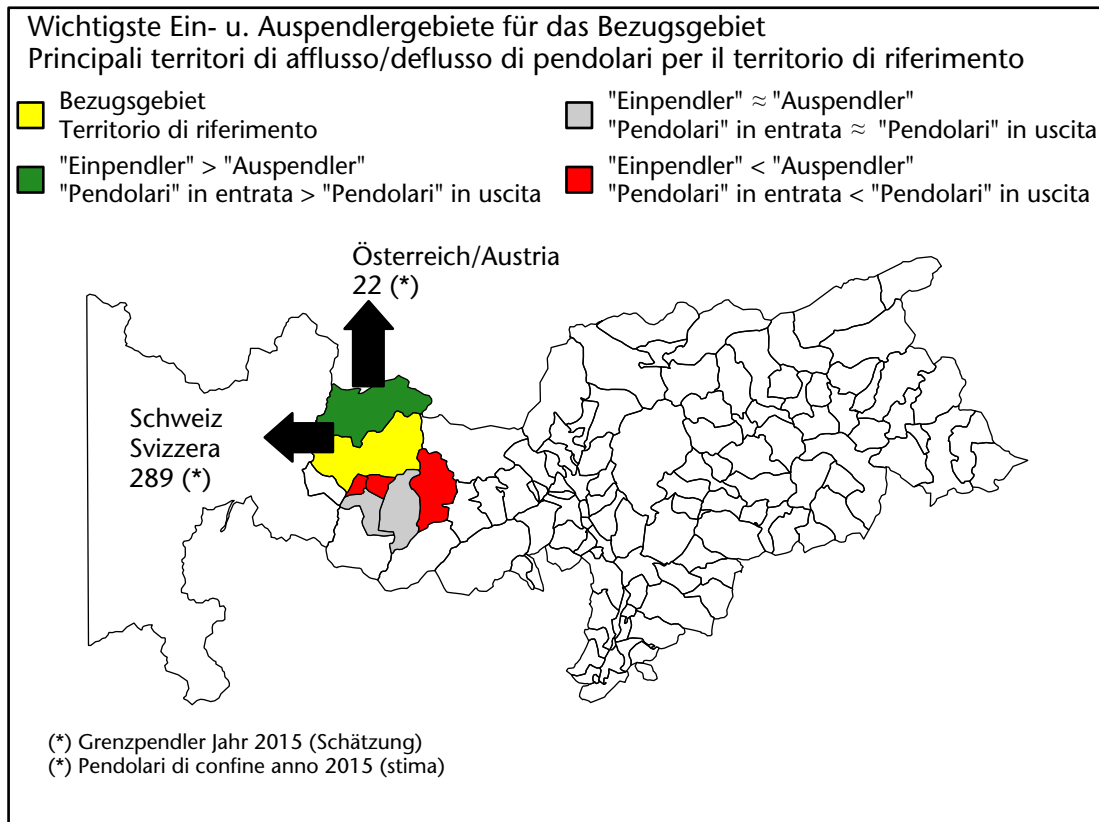 Wichtigste Ein- u. Auspendlergebiete für das Bezugsgebiet
Principali territori di afflusso/deflusso di pendolari per il territorio di riferimento
Bezugsgebiet
Territorio di riferimento
"Einpendler" > "Auspendler"
"Pendolari" in entrata > "Pendolari" in uscita
"Einpendler" ≈ "Auspendler"
"Pendolari" in entrata ≈ "Pendolari" in uscita
"Einpendler" < "Auspendler"
"Pendolari" in entrata < "Pendolari" in uscita
Österreich/Austria
22 (*)
Schweiz
Svizzera
289 (*)
(*) Grenzpendler Jahr 2015 (Schätzung)
(*) Pendolari di confine anno 2015 (stima)